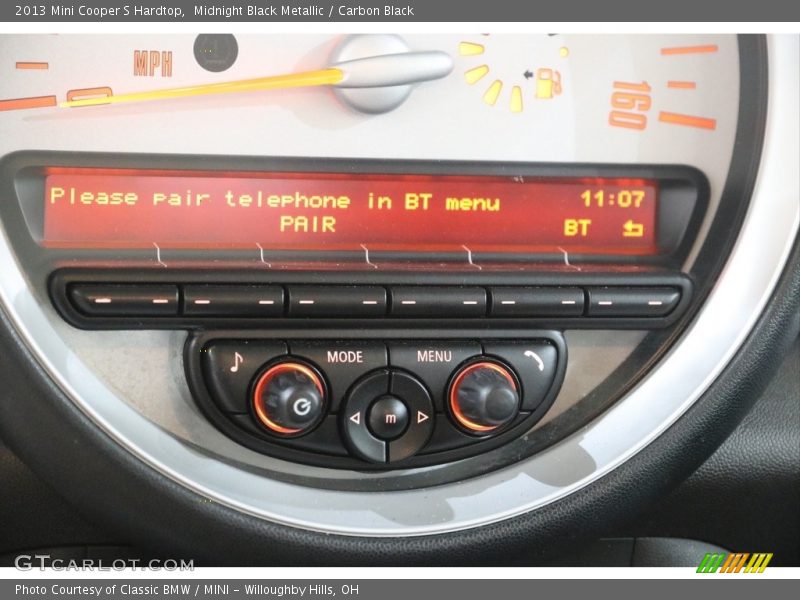 2013 Mini Cooper S Hardtop,  Midnight Black Metallic / Carbon Black
MPH
0
160
Please pair telephone in BT menu
11:07
PAIR
BT
MODE
MENU
m
GTCARLOT.COM
Photo Courtesy of Classic BMW / MINI - Willoughby Hills, OH